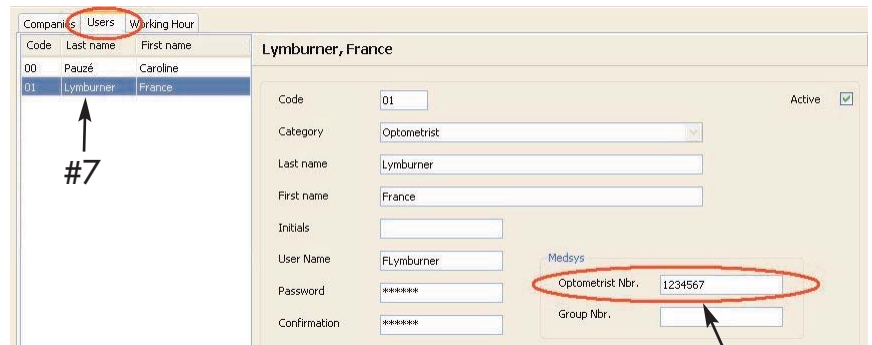 Companies Users Working Hour
Code Last name First name
00 Pauzé Caroline
01 Lymburner France
#7
Lymburner, France
Code 01 Active
Category Optometrist
Last name Lymburner
First name France
Initials
User Name FLymburner
Medsys
Optometrist Nbr. 1234567
Password ******
Group Nbr.
Confirmation ******